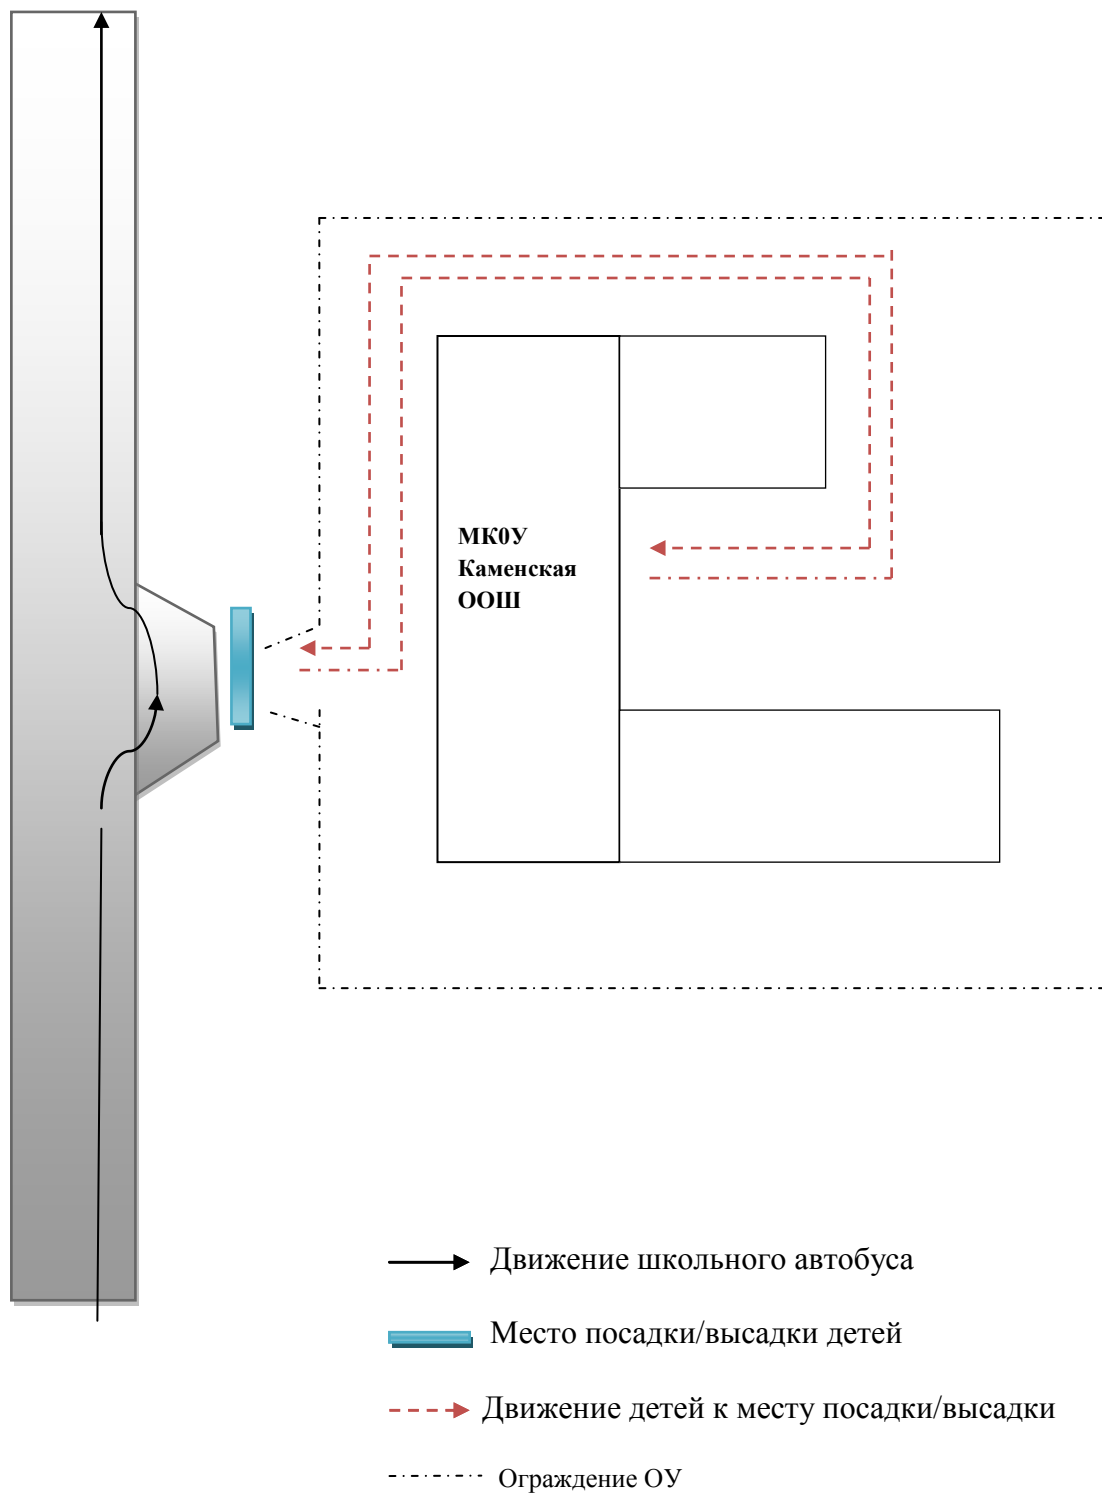 МК0У
Каменская
ООШ
Движение школьного автобуса
Место посадки/высадки детей
Движение детей к месту посадки/высадки
Ограждение ОУ